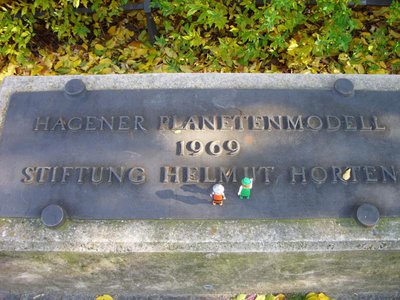 HAGENER PLANETENMODELL
1969
STIFTUNG HELMUT HORTEN